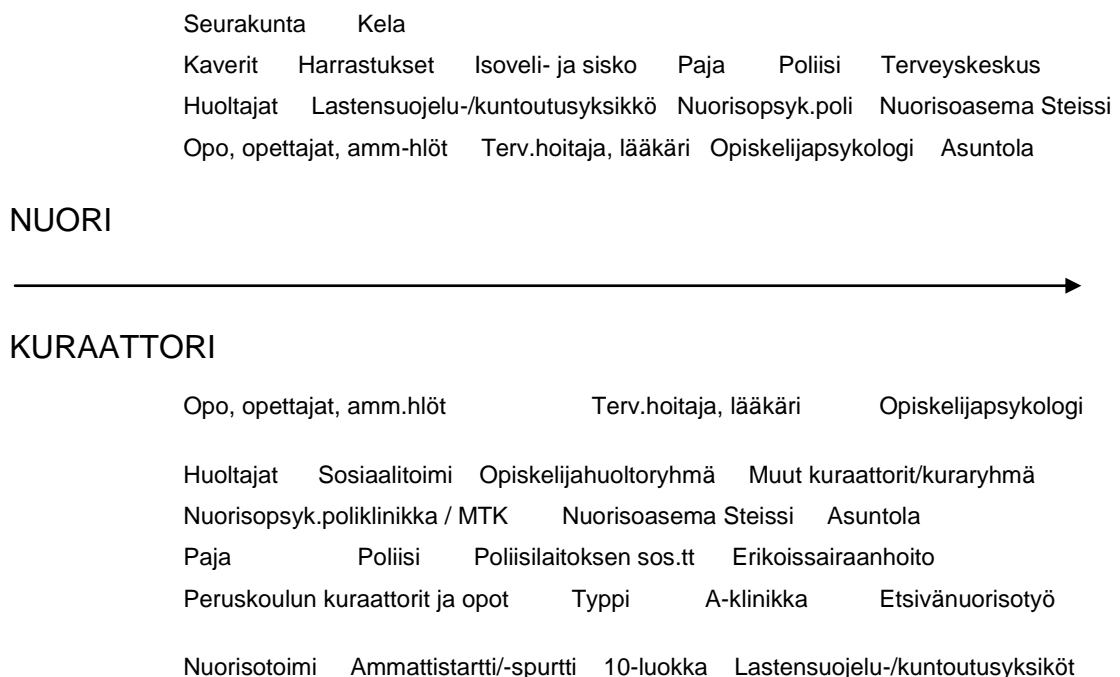 Seurakunta Kela
Kaverit Harrastukset Isoveli- ja sisko Paja Poliisi Terveyskeskus
Huoltajat Lastensuojelu-/kuntoutusyksikkö Nuorisopsyk.poli Nuorisoasema Steissi
Opo, opettajat, amm-hlöt Terv.hoitaja, lääkäri Opiskelijapsykologi Asuntola
NUORI
KURAATTORI
Opo, opettajat, amm.hlöt Terv.hoitaja, lääkäri Opiskelijapsykologi
Huoltajat Sosiaalitoimi Opiskelijahuoltoryhmä Muut kuraattorit/kuraryhmä
Nuorisopsyk.poliklinikka / MTK Nuorisoasema Steissi Asuntola
Paja Poliisi Poliisilaitoksen sos.tt Erikoissairaanhoito
Peruskoulun kuraattorit ja opot Typpi A-klinikka Etsivänuorisotyö
Nuorisotoimi Ammattistartti/-spurtti 10-luokka Lastensuojelu-/kuntoutusyksiköt